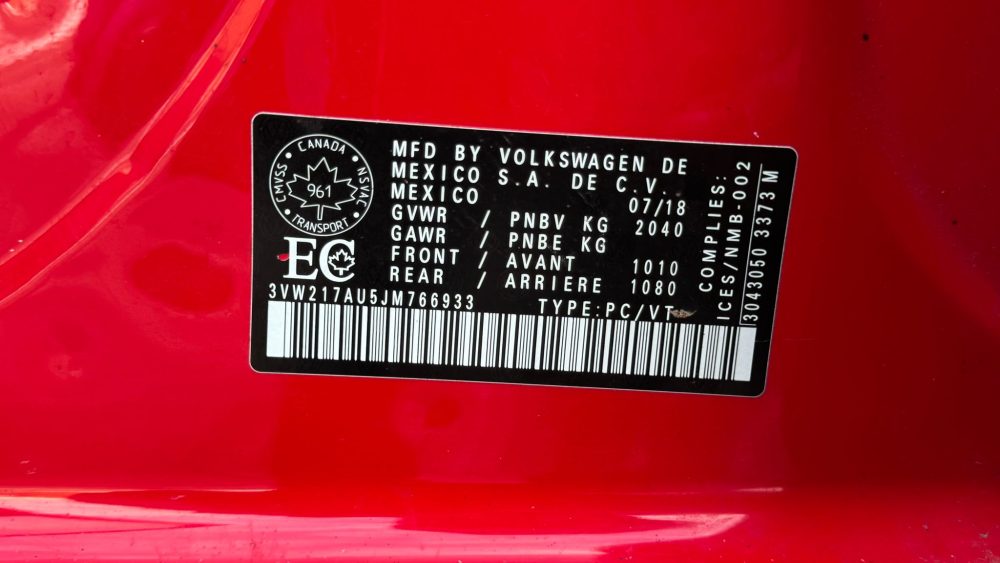 CANADA
CMVSS
NSVAC
961
TRANSPORT
EC
MFD BY VOLKSWAGEN DE
MEXICO S.A. DE C.V.
MEXICO 07/18
GVWR / PNBV KG 2040
GAWR / PNBE KG
FRONT / AVANT 1010
REAR / ARRIERE 1080
3VW217AU5JM766933 TYPE:PC/VT
COMPLIES:
ICES/NMB-002
3043050 3373 M